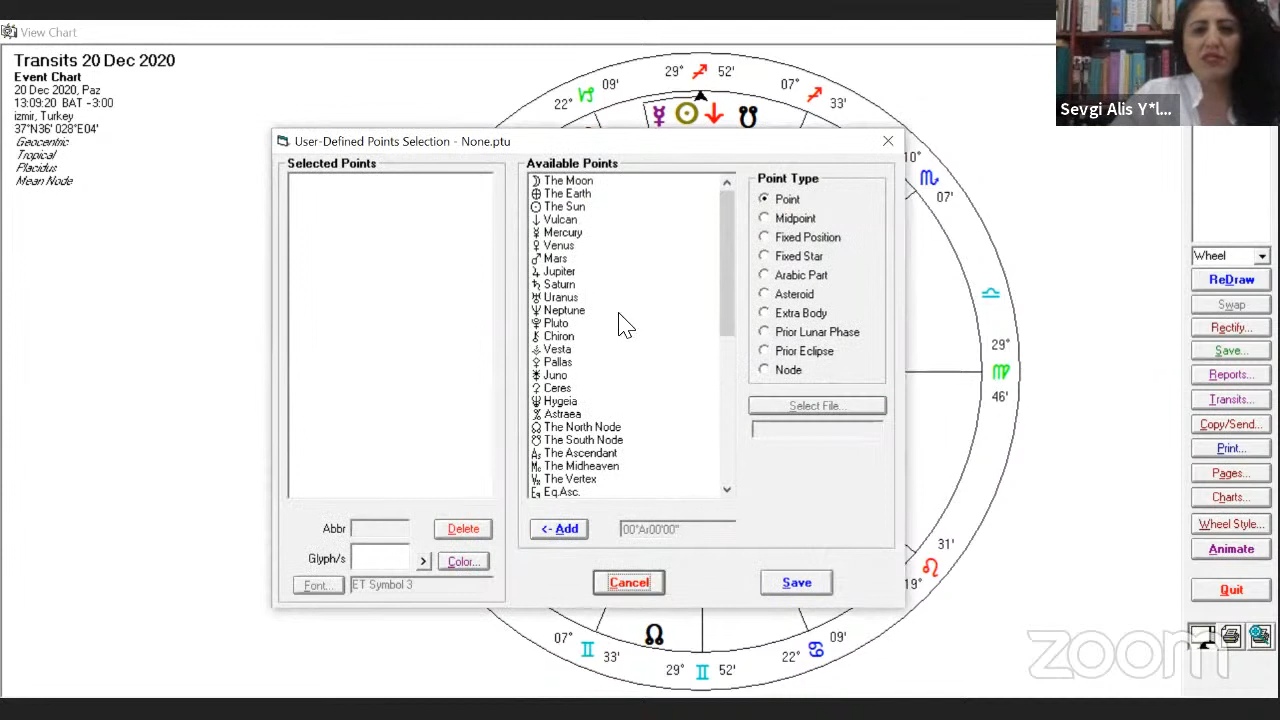 View Chart
Transits 20 Dec 2020
Event Chart
20 Dec 2020, Paz
13:09:20 BAT -3:00
izmir, Turkey
37°N36' 028°E04'
Geocentric
Tropical
Placidus
Mean Node
29° 52'
09'
22°
07°
33'
10°
07'
29°
46'
31'
19°
09'
22°
29° 52'
07°
33'
User-Defined Points Selection - None.ptu
Selected Points
Abbr
Delete
Glyph/s
>
Color...
Font...
ET Symbol 3
Available Points
The Moon
The Earth
The Sun
Vulcan
Mercury
Venus
Mars
Jupiter
Saturn
Uranus
Neptune
Pluto
Chiron
Vesta
Pallas
Juno
Ceres
Hygeia
Astraea
The North Node
The South Node
The Ascendant
The Midheaven
The Vertex
Eq.Asc.
<- Add
00°Ar00'00"
Point Type
Point
Midpoint
Fixed Position
Fixed Star
Arabic Part
Asteroid
Extra Body
Prior Lunar Phase
Prior Eclipse
Node
Select File...
Cancel
Save
Sevgi Alis Y*l...
Wheel
ReDraw
Swap
Rectify...
Save...
Reports...
Transits...
Copy/Send...
Print...
Pages...
Charts...
Wheel Style...
Animate
Quit
zoom